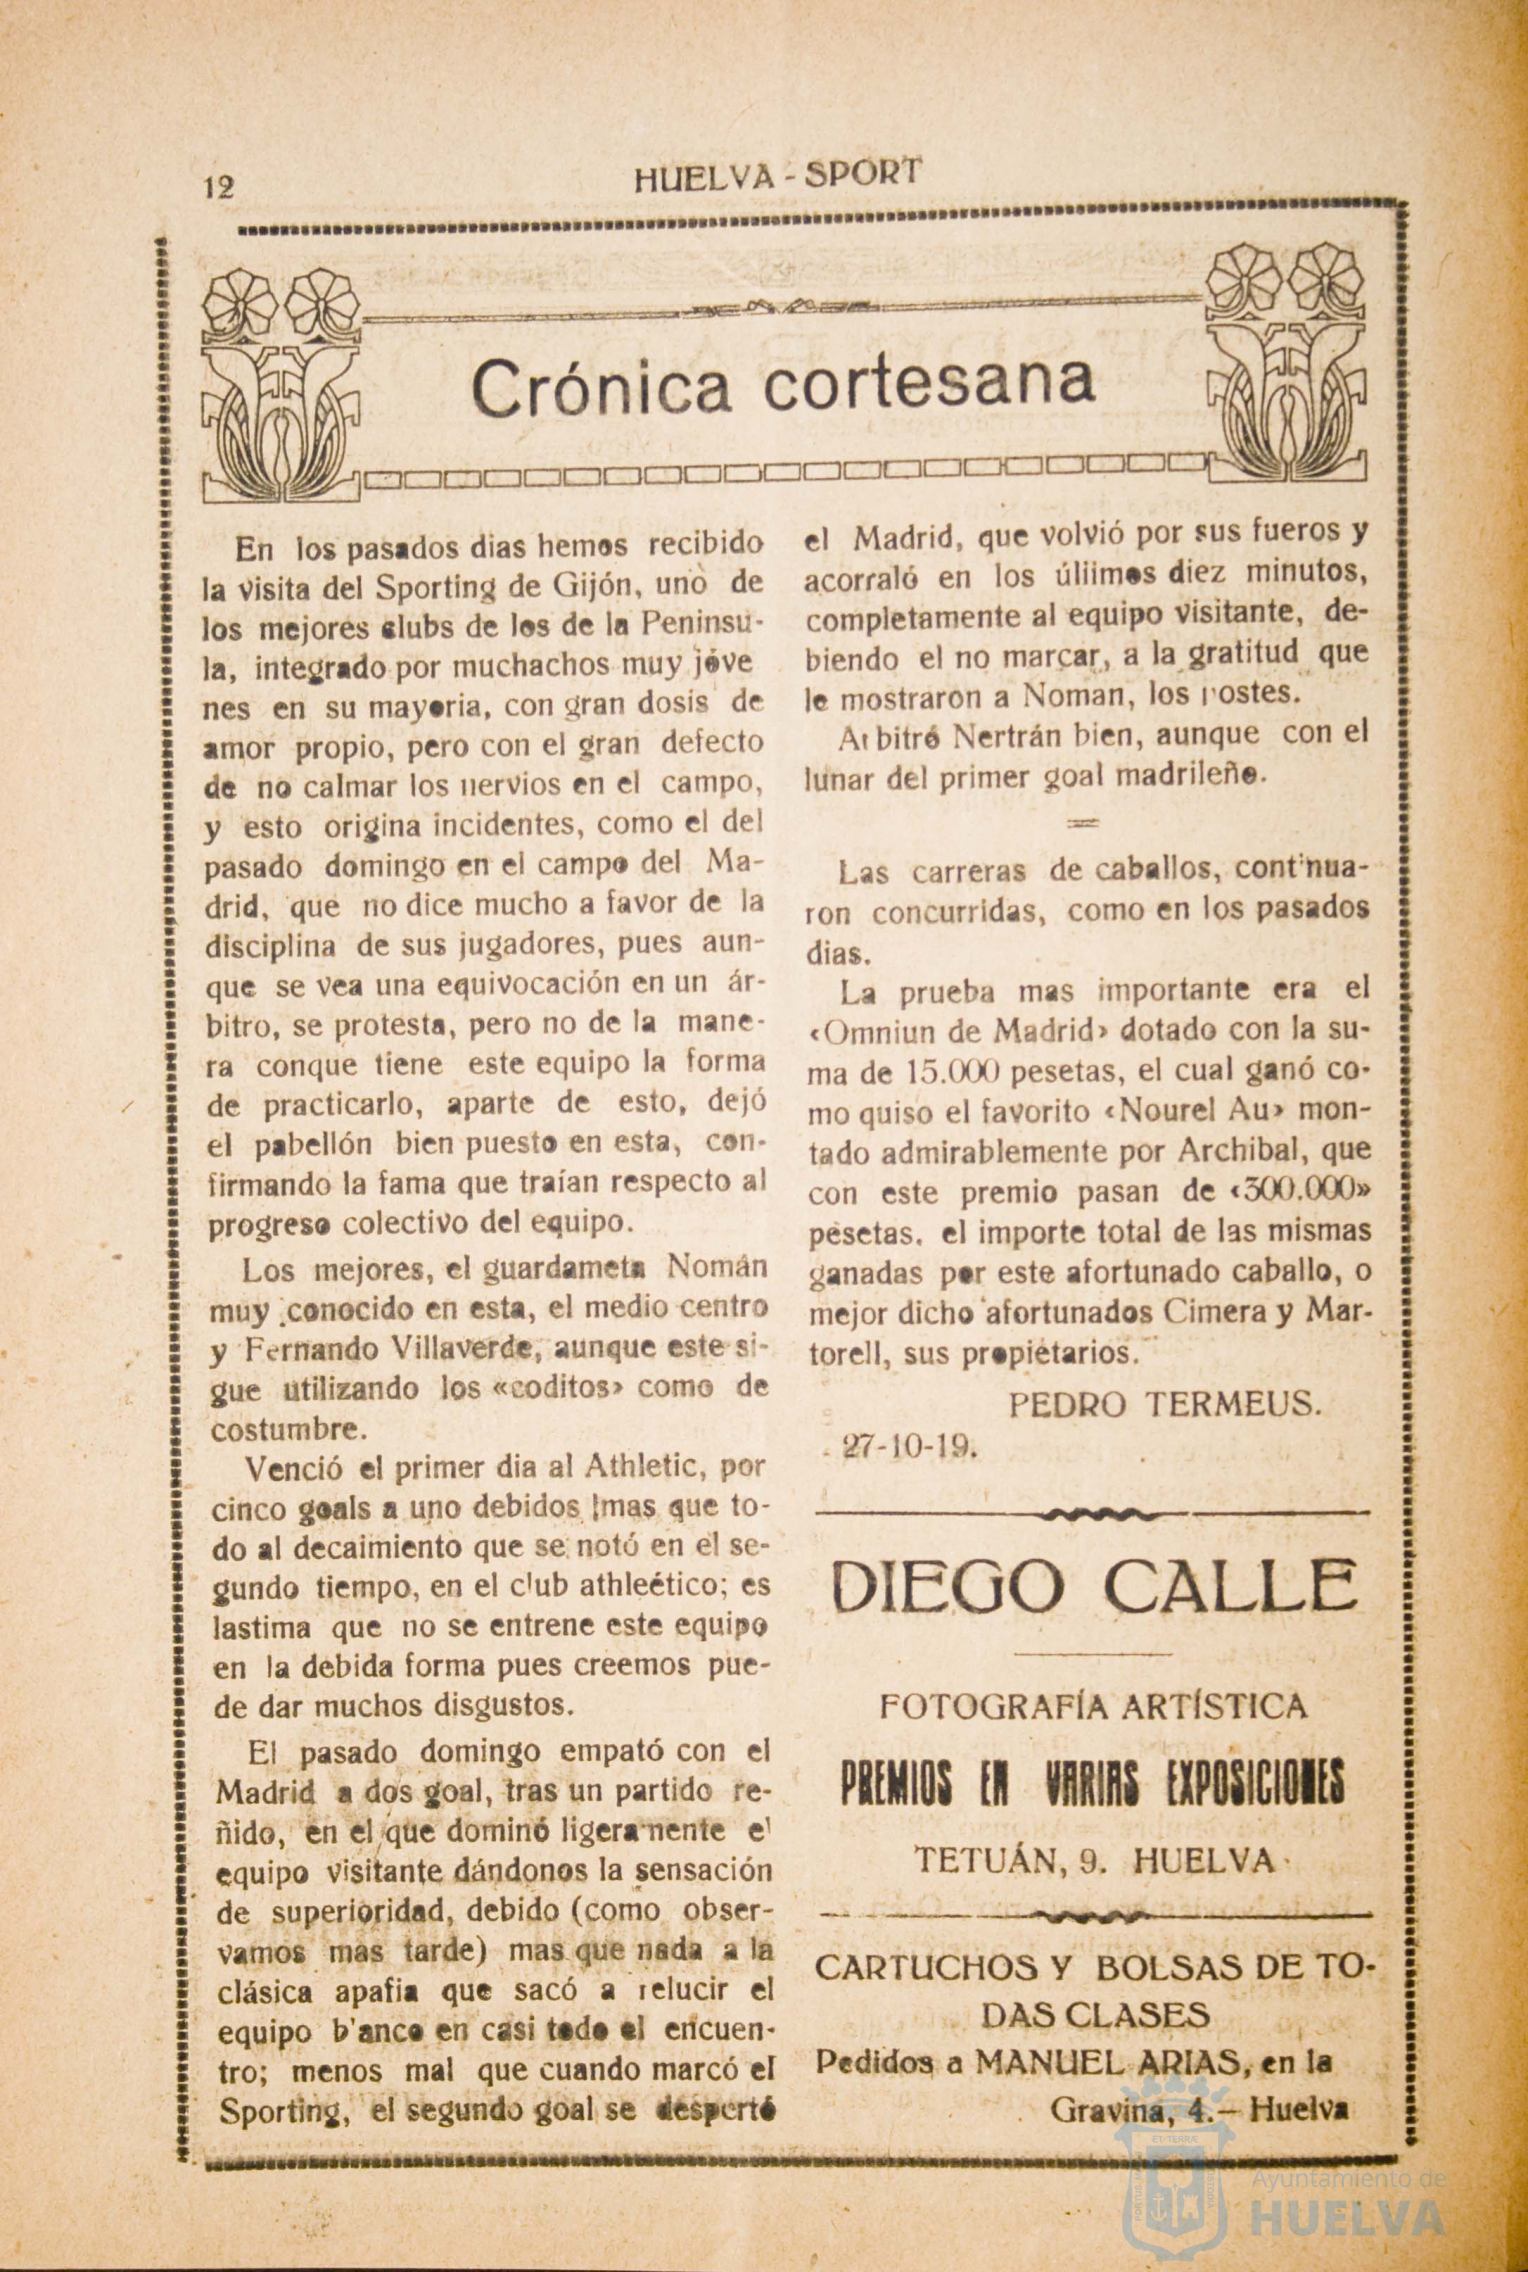 12
HUELVA - SPORT
Crónica cortesana
En los pasados dias hemos recibido
la visita del Sporting de Gijón, uno de
los mejores clubs de los de la Peninsu-
la, integrado por muchachos muy jóve
nes en su mayoria, con gran dosis de
amor propio, pero con el gran defecto
de no calmar los nervios en el campo,
y esto origina incidentes, como el del
pasado domingo en el campo del Ma-
drid, que no dice mucho a favor de la
disciplina de sus jugadores, pues aun-
que se vea una equivocación en un ár-
bitro, se protesta, pero no de la mane-
ra conque tiene este equipo la forma
de practicarlo, aparte de esto, dejó
el pabellón bien puesto en esta, con-
firmando la fama que traían respecto al
progreso colectivo del equipo.
Los mejores, el guardameta Nomán
muy conocido en esta, el medio centro
y Fernando Villaverde, aunque este si-
gue utilizando los «coditos» como de
costumbre.
Venció el primer dia al Athletic, por
cinco goals a uno debidos mas que to-
do al decaimiento que se notó en el se-
gundo tiempo, en el club athleético; es
lastima que no se entrene este equipo
en la debida forma pues creemos pue-
de dar muchos disgustos.
El pasado domingo empató con el
Madrid a dos goal, tras un partido re-
ñido, en el que dominó ligeramente el
equipo visitante dándonos la sensación
de superioridad, debido (como obser-
vamos mas tarde) mas que nada a la
clásica apafia que sacó a relucir el
equipo b'anco en casi todo el encuen-
tro; menos mal que cuando marcó el
Sporting, el segundo goal se despertó
el Madrid, que volvió por sus fueros y
acorraló en los úliimos diez minutos,
completamente al equipo visitante, de-
biendo el no marcar, a la gratitud que
le mostraron a Noman, los postes.
Arbitró Nertrán bien, aunque con el
lunar del primer goal madrileño.
Las carreras de caballos, continua-
ron concurridas, como en los pasados
dias.
La prueba mas importante era el
‹Omniun de Madrid› dotado con la su-
ma de 15.000 pesetas, el cual ganó co-
mo quiso el favorito ‹Nourel Au› mon-
tado admirablemente por Archibal, que
con este premio pasan de ‹300.000»
pesetas, el importe total de las mismas
ganadas por este afortunado caballo, o
mejor dicho afortunados Cimera y Mar-
torell, sus propietarios.
PEDRO TERMEUS.
27-10-19.
DIEGO CALLE
FOTOGRAFÍA ARTÍSTICA
PREMIOS EN VARIAS EXPOSICIONES
TETUÁN, 9. HUELVA
CARTUCHOS Y BOLSAS DE TO-
DAS CLASES
Pedidos a MANUEL ARIAS, en la
Gravina, 4.— Huelva
Ayuntamiento de
HUELVA